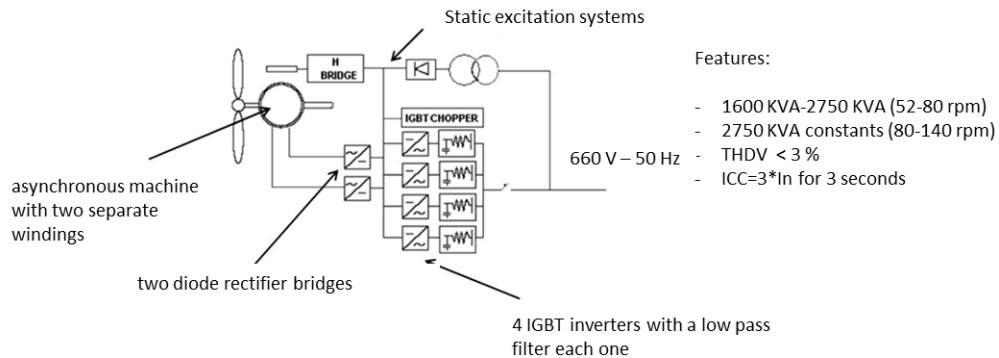 Static excitation systems
H
BRIDGE
Features:
IGBT CHOPPER
- 1600 KVA-2750 KVA (52-80 rpm)
- 2750 KVA constants (80-140 rpm)
660 V – 50 Hz
- THDV < 3 %
- ICC=3*In for 3 seconds
asynchronous machine
with two separate
windings
two diode rectifier bridges
4 IGBT inverters with a low pass
filter each one